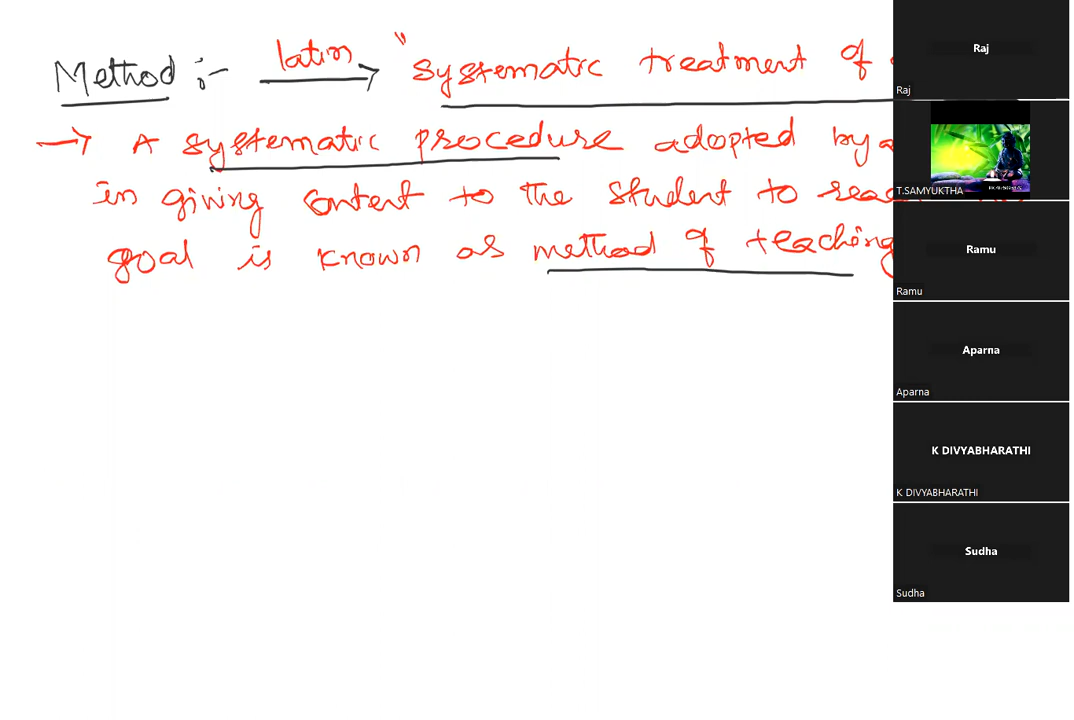 Method :- latin → "systematic treatment of
→ A systematic procedure adopted by
in giving content to the student to
goal is known as method of teaching
Raj
Raj
T.SAMYUKTHA
Ramu
Ramu
Aparna
Aparna
K DIVYABHARATHI
K DIVYABHARATHI
Sudha
Sudha